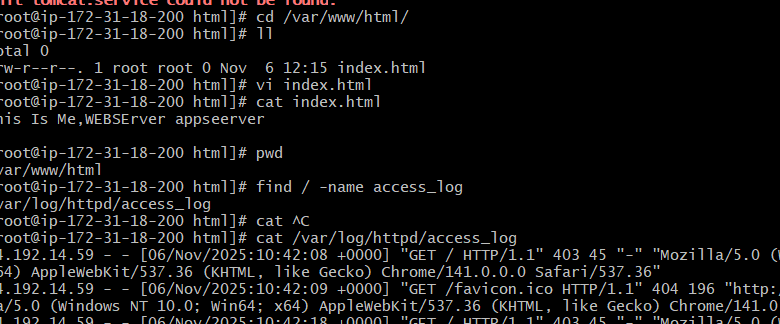 nit tomcat.service could not be found.
root@ip-172-31-18-200 html]# cd /var/www/html/
root@ip-172-31-18-200 html]# ll
otal 0
rw-r--r--. 1 root root 0 Nov  6 12:15 index.html
root@ip-172-31-18-200 html]# vi index.html
root@ip-172-31-18-200 html]# cat index.html
his Is Me,WEBSErver appseerver
root@ip-172-31-18-200 html]# pwd
var/www/html
root@ip-172-31-18-200 html]# find / -name access_log
var/log/httpd/access_log
root@ip-172-31-18-200 html]# cat ^C
root@ip-172-31-18-200 html]# cat /var/log/httpd/access_log
4.192.14.59 - - [06/Nov/2025:10:42:08 +0000] "GET / HTTP/1.1" 403 45 "-" "Mozilla/5.0 (W
64) AppleWebKit/537.36 (KHTML, like Gecko) Chrome/141.0.0.0 Safari/537.36"
4.192.14.59 - - [06/Nov/2025:10:42:09 +0000] "GET /favicon.ico HTTP/1.1" 404 196 "http:/
a/5.0 (Windows NT 10.0; Win64; x64) AppleWebKit/537.36 (KHTML, like Gecko) Chrome/141.0.
4.192.14.59 - - [06/Nov/2025:10:42:18 +0000] "GET / HTTP/1.1" 403 45 "-" "Mozilla/5.0 (W